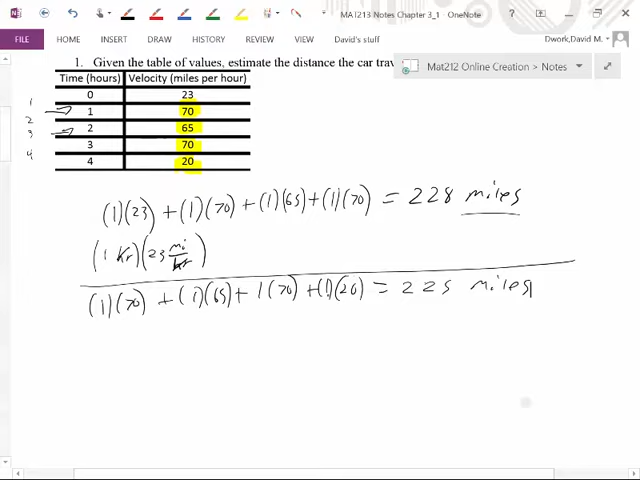 MAT213 Notes Chapter 3_1 - OneNote
FILE HOME INSERT DRAW HISTORY REVIEW VIEW David's stuff Dwork, David M.
1. Given the table of values, estimate the distance the car trav
Mat212 Online Creation > Notes
Time (hours) Velocity (miles per hour)
1 0 23
2 1 70
3 2 65
4 3 70
4 20
(1)(23) + (1)(70) + (1)(65) + (1)(70) = 228 miles
(1 hr)(23 mi/hr)
(1)(70) + (1)(65) + 1(70) + (1)(20) = 225 miles